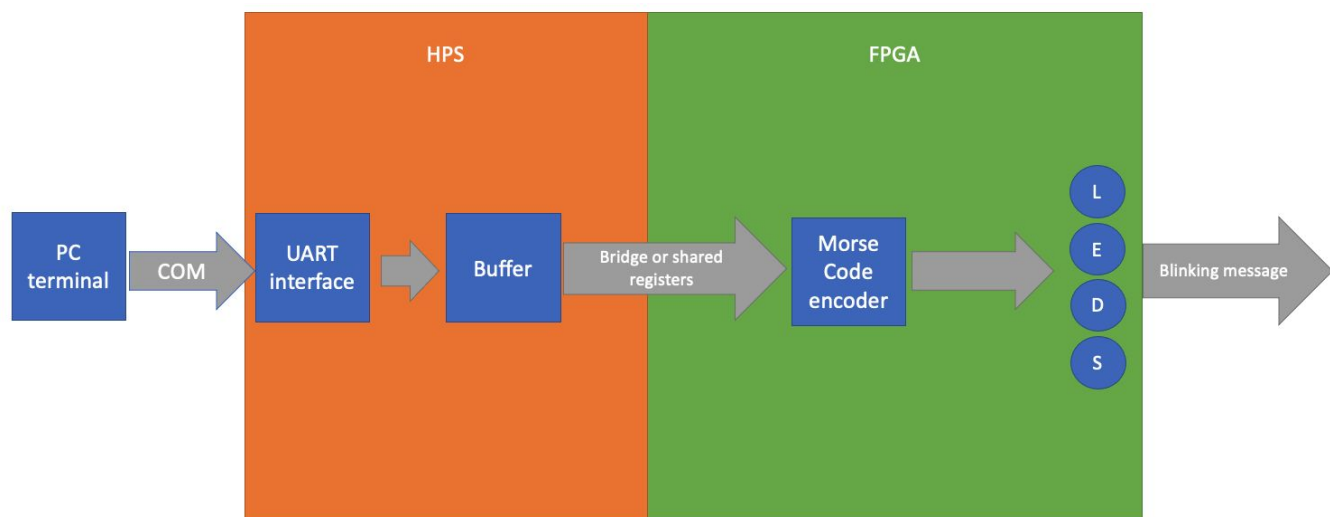 HPS
FPGA
PC
terminal
COM
UART
interface
Buffer
Bridge or shared
registers
Morse
Code
encoder
L
E
D
S
Blinking message